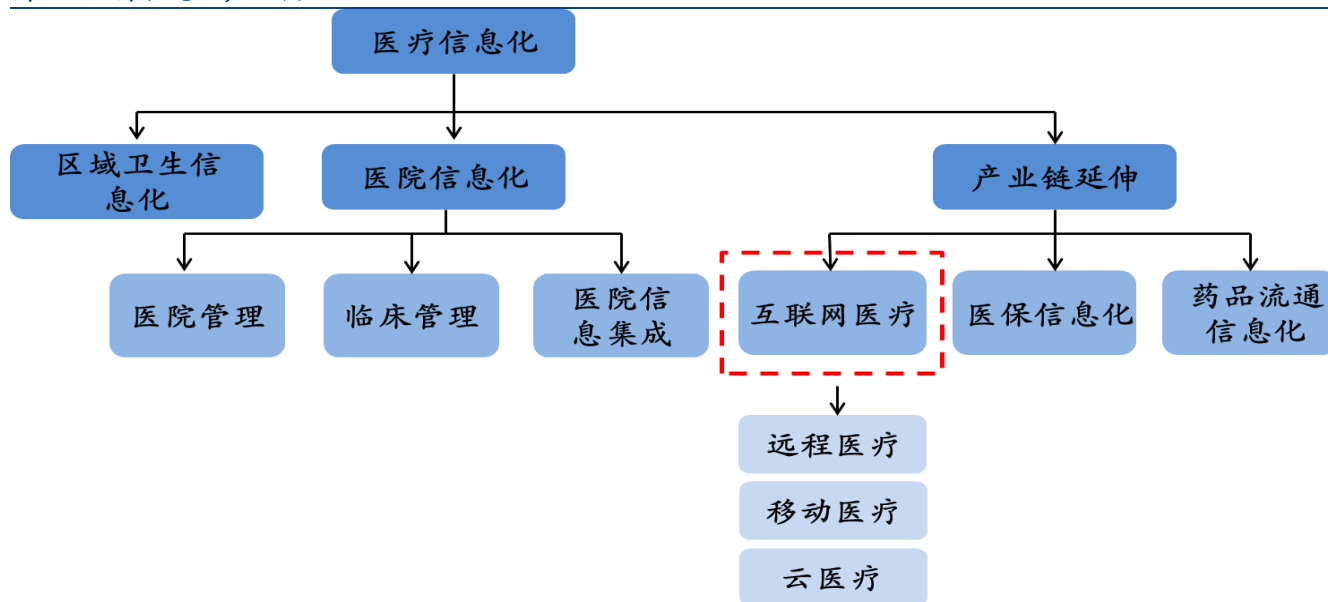 医疗信息化
区域卫生信
息化
医院信息化
产业链延伸
医院管理
临床管理
医院信
息集成
互联网医疗
医保信息化
药品流通
信息化
远程医疗
移动医疗
云医疗